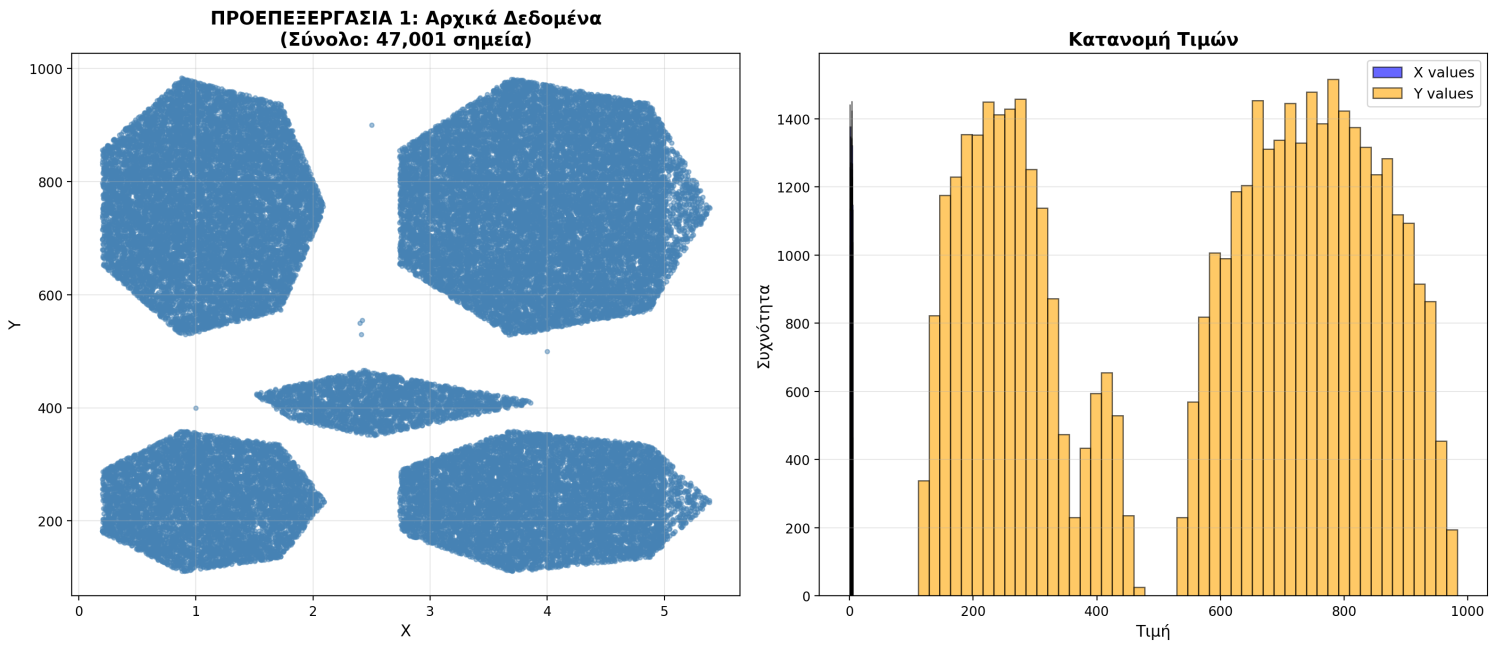 ΠΡΟΕΠΕΞΕΡΓΑΣΙΑ 1: Αρχικά Δεδομένα
(Σύνολο: 47,001 σημεία)
1000
800
600
400
200
Y
0
1
2
3
4
5
X
Κατανομή Τιμών
X values
Y values
1400
1200
1000
800
600
400
200
0
Συχνότητα
0
200
400
600
800
1000
Τιμή